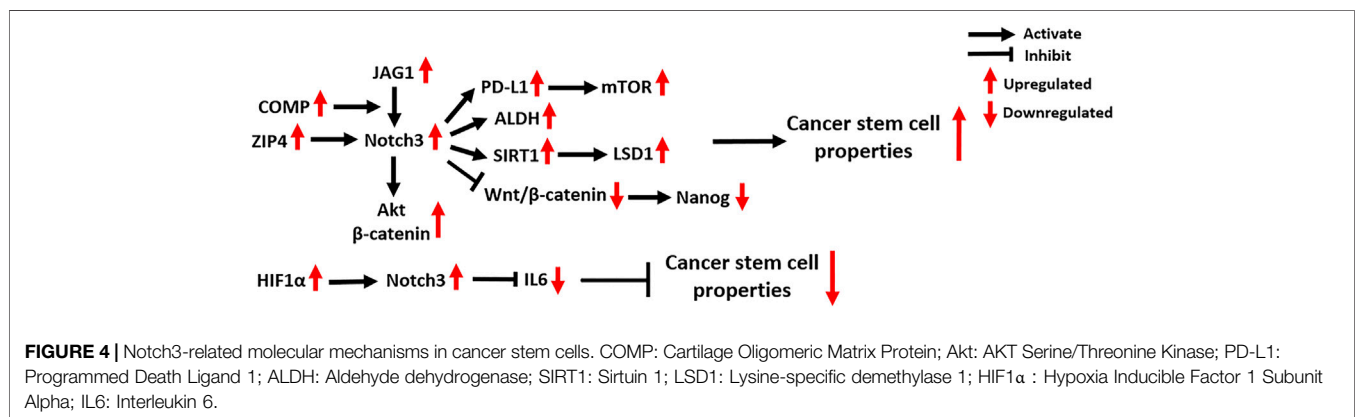 Activate
Inhibit
Upregulated
Downregulated
JAG1
COMP
ZIP4
Notch3
PD-L1
mTOR
ALDH
SIRT1
LSD1
Wnt/β-catenin
Nanog
Akt
β-catenin
Cancer stem cell
properties
HIF1α
Notch3
IL6
Cancer stem cell
properties
FIGURE 4 | Notch3-related molecular mechanisms in cancer stem cells. COMP: Cartilage Oligomeric Matrix Protein; Akt: AKT Serine/Threonine Kinase; PD-L1:
Programmed Death Ligand 1; ALDH: Aldehyde dehydrogenase; SIRT1: Sirtuin 1; LSD1: Lysine-specific demethylase 1; HIF1α : Hypoxia Inducible Factor 1 Subunit
Alpha; IL6: Interleukin 6.